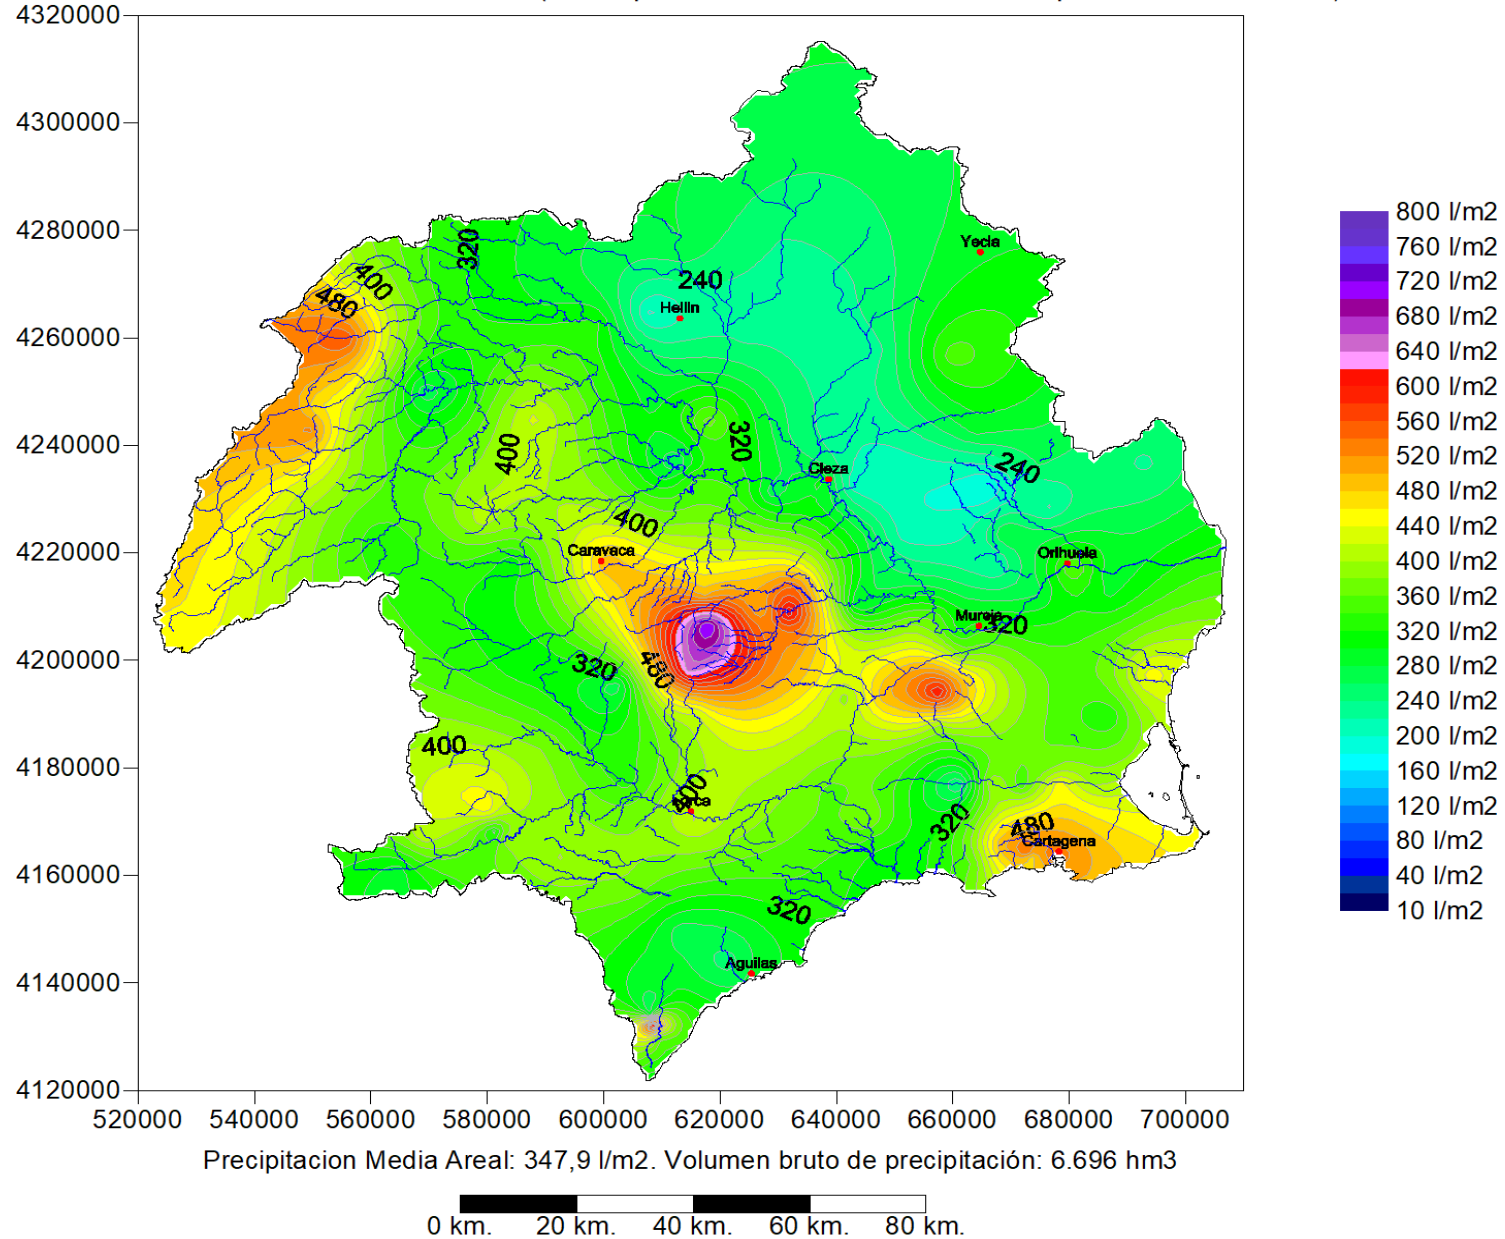 4320000
4300000
4280000
4260000
4240000
4220000
4200000
4180000
4160000
4140000
4120000
520000 540000 560000 580000 600000 620000 640000 660000 680000 700000
Yecla
320
400
480
240
Hellin
320
400
Cieza
240
400
Caravaca
Orihuela
Murcia
320
320
480
400
400
320
480
Cartagena
320
Aguilas
800 l/m2
760 l/m2
720 l/m2
680 l/m2
640 l/m2
600 l/m2
560 l/m2
520 l/m2
480 l/m2
440 l/m2
400 l/m2
360 l/m2
320 l/m2
280 l/m2
240 l/m2
200 l/m2
160 l/m2
120 l/m2
80 l/m2
40 l/m2
10 l/m2
Precipitacion Media Areal: 347,9 l/m2. Volumen bruto de precipitación: 6.696 hm3
0 km. 20 km. 40 km. 60 km. 80 km.